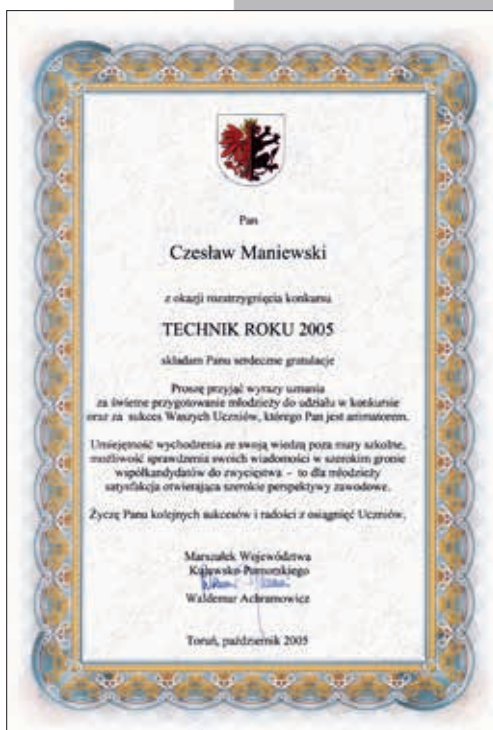 Pan
Czesław Maniewski
z okazji rozstrzygnięcia konkursu
TECHNIK ROKU 2005
składam Panu serdeczne gratulacje
Proszę przyjąć wyrazy uznania
za świetne przygotowanie młodzieży do udziału w konkursie
oraz za sukces Waszych Uczniów, którego Pan jest animatorem.
Umiejętność wychodzenia ze swoją wiedzą poza mury szkolne,
możliwość sprawdzenia swoich wiadomości w szerokim gronie
współkandydatów do zwycięstwa – to dla młodzieży
satysfakcja otwierająca szerokie perspektywy zawodowe.
Życzę Panu kolejnych sukcesów i radości z osiągnięć Uczniów.
Marszałek Województwa
Kujawsko-Pomorskiego
Waldemar Achramowicz
Toruń, październik 2005